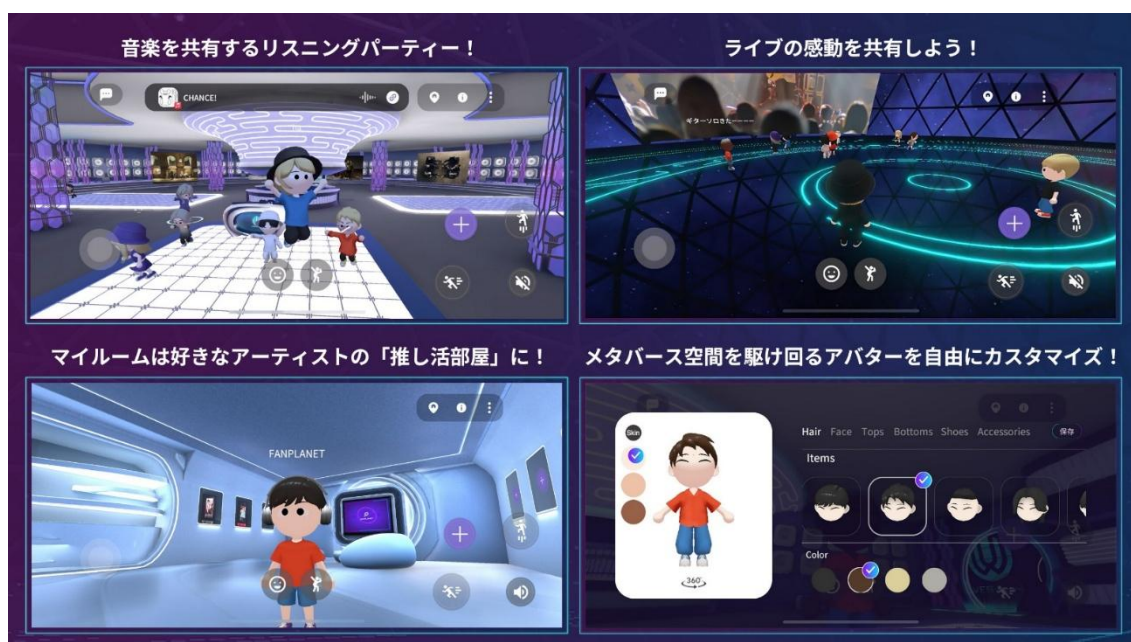 音楽を共有するリスニングパーティー！
CHANCE!
ライブの感動を共有しよう！
ギターソロきたーーーー
マイルームは好きなアーティストの「推し活部屋」に！
FANPLANET
メタバース空間を駆け回るアバターを自由にカスタマイズ！
Skin
360°
Hair Face Tops Bottoms Shoes Accessories 保存
Items
Color